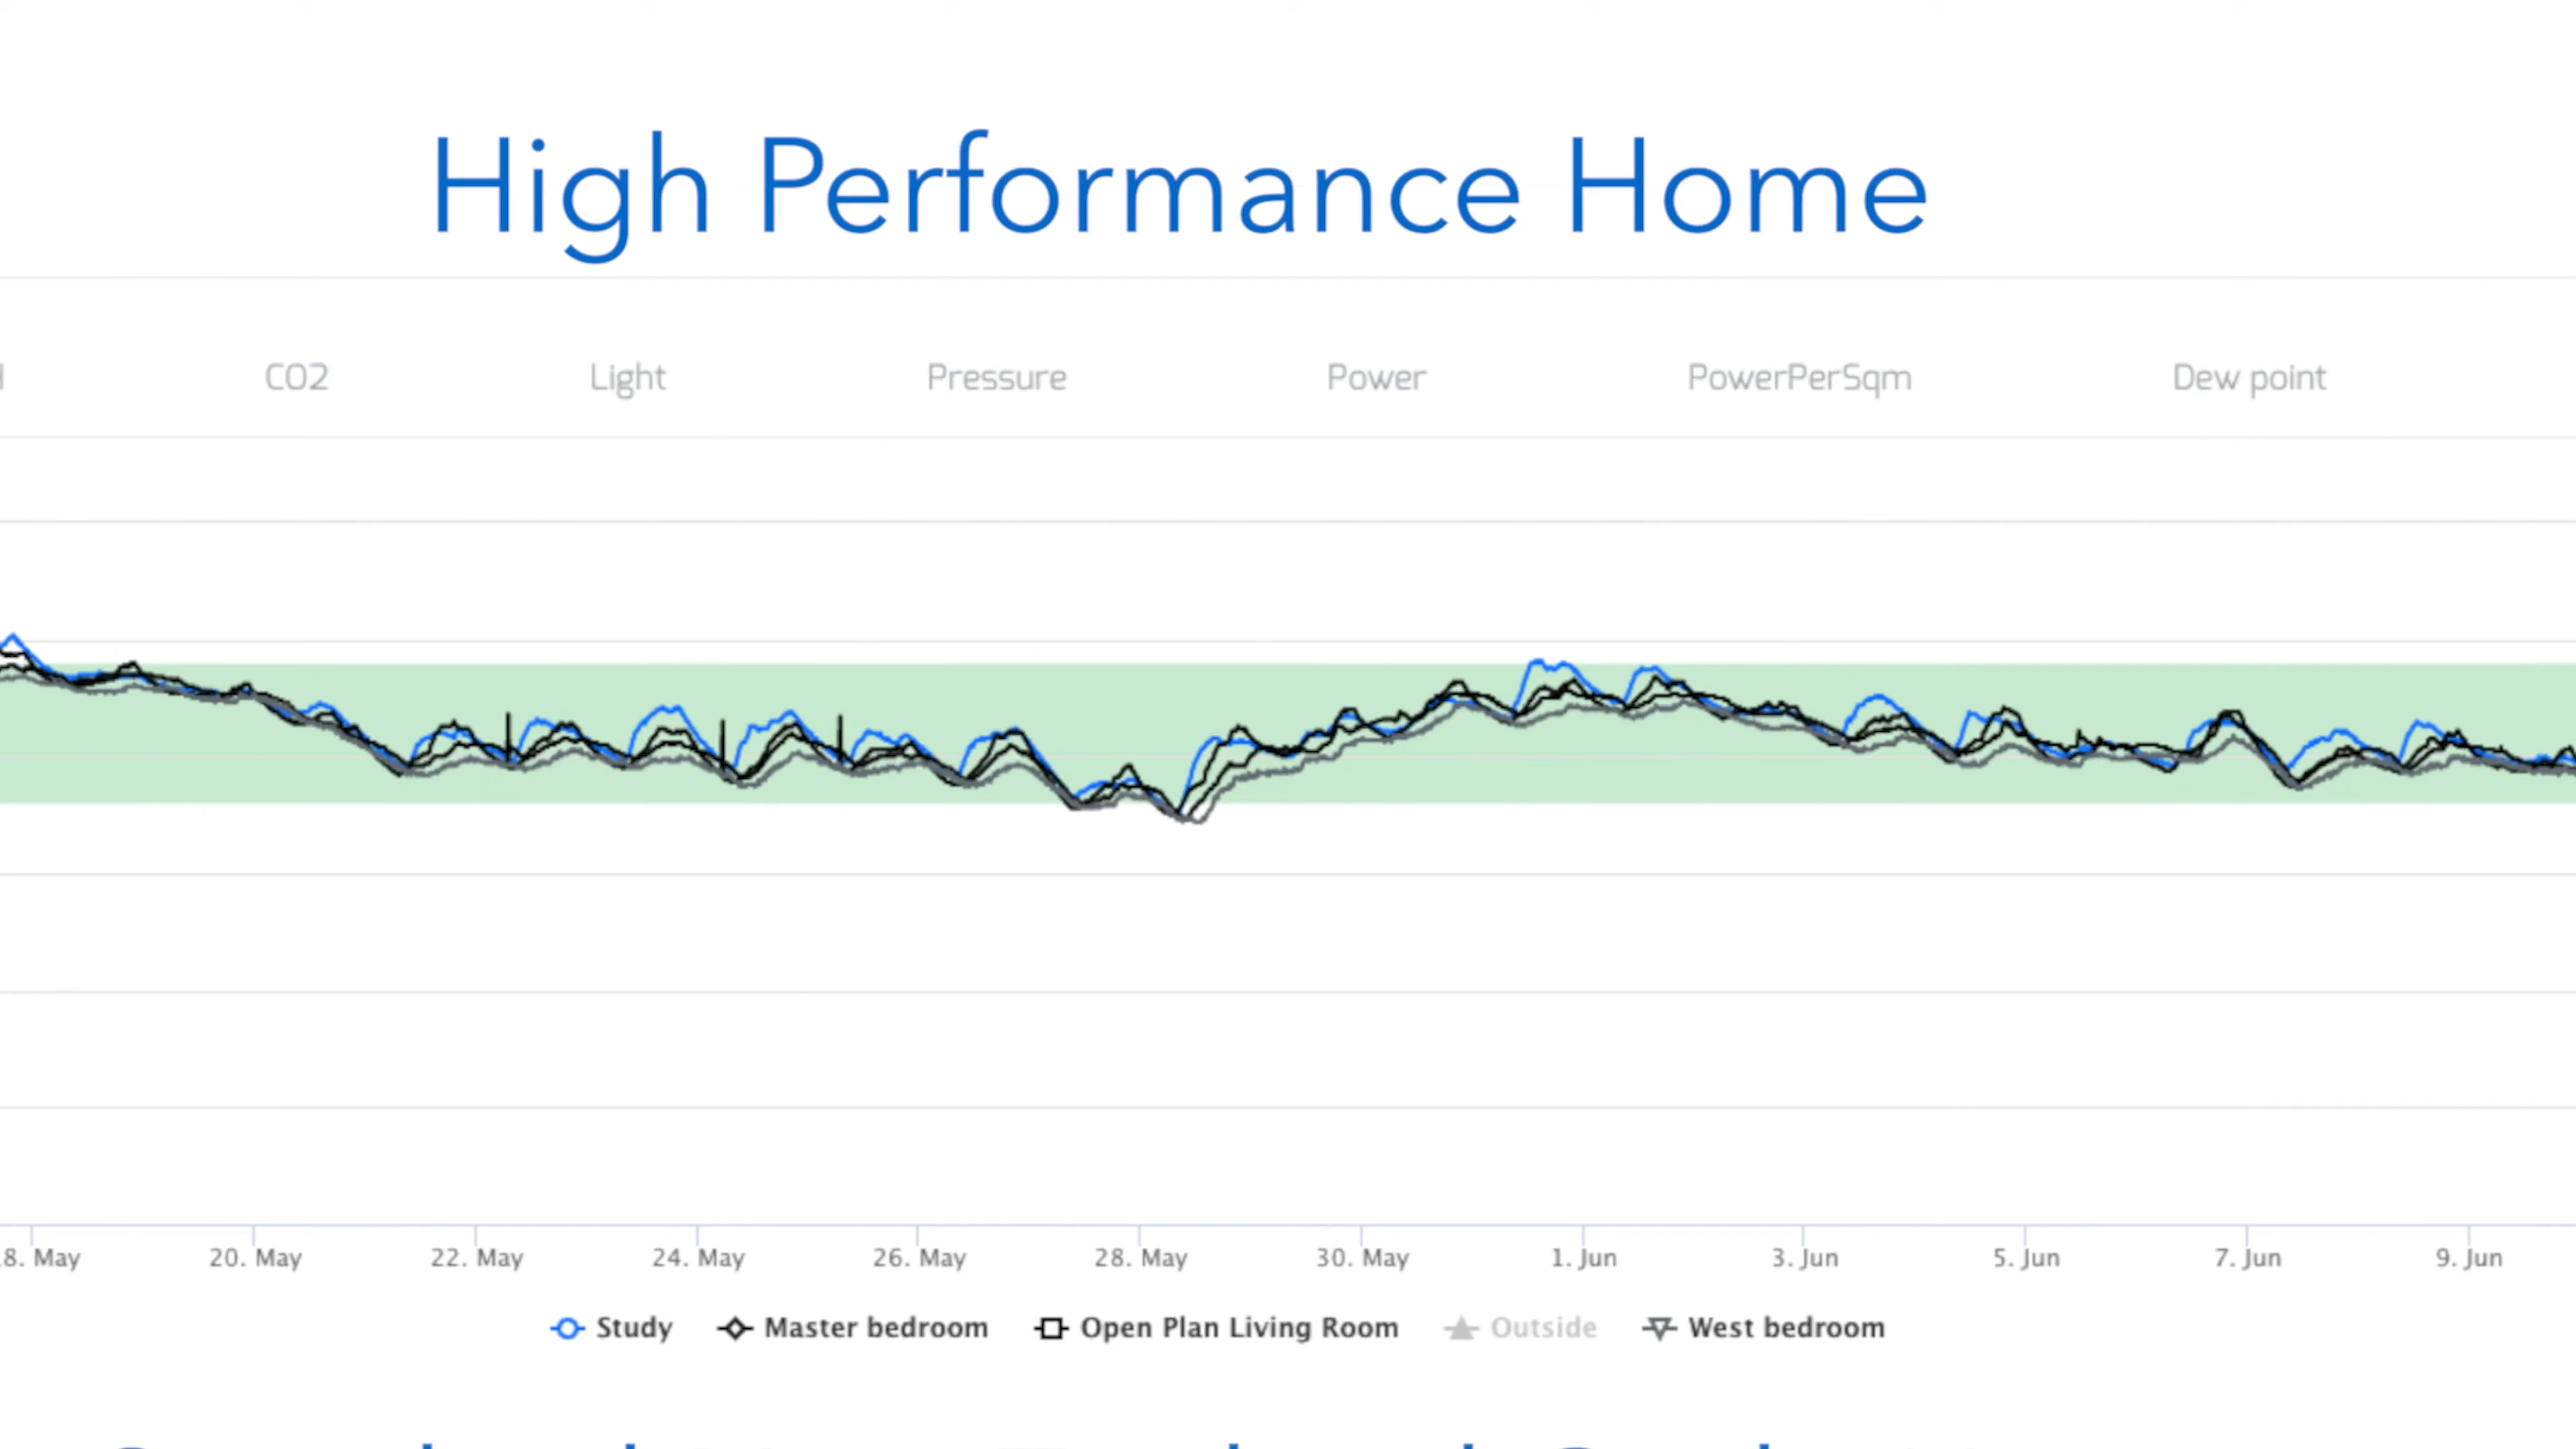 High Performance Home
CO2 Light Pressure Power PowerPerSqm Dew point
8. May 20. May 22. May 24. May 26. May 28. May 30. May 1. Jun 3. Jun 5. Jun 7. Jun 9. Jun
Study Master bedroom Open Plan Living Room Outside West bedroom